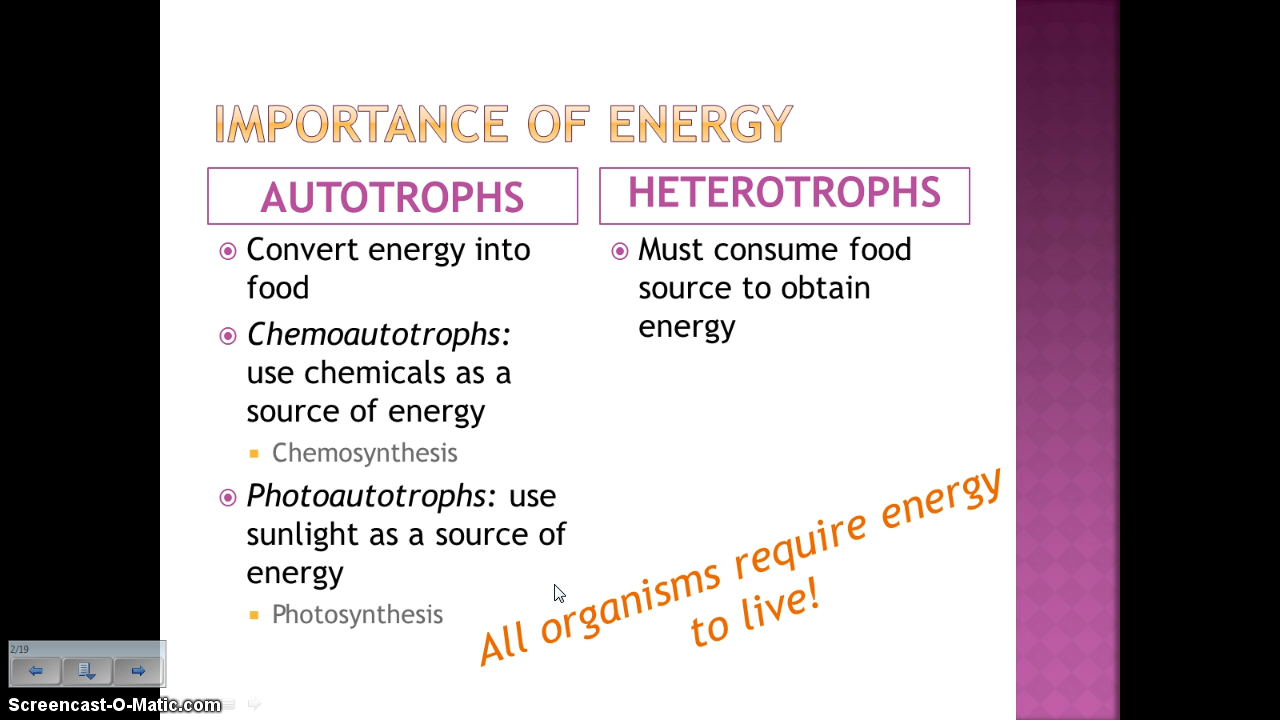 IMPORTANCE OF ENERGY
AUTOTROPHS
Convert energy into
food
Chemoautotrophs:
use chemicals as a
source of energy
Chemosynthesis
Photoautotrophs: use
sunlight as a source of
energy
Photosynthesis
HETEROTROPHS
Must consume food
source to obtain
energy
All organisms require energy
to live!
2/19
Screencast-O-Matic.com